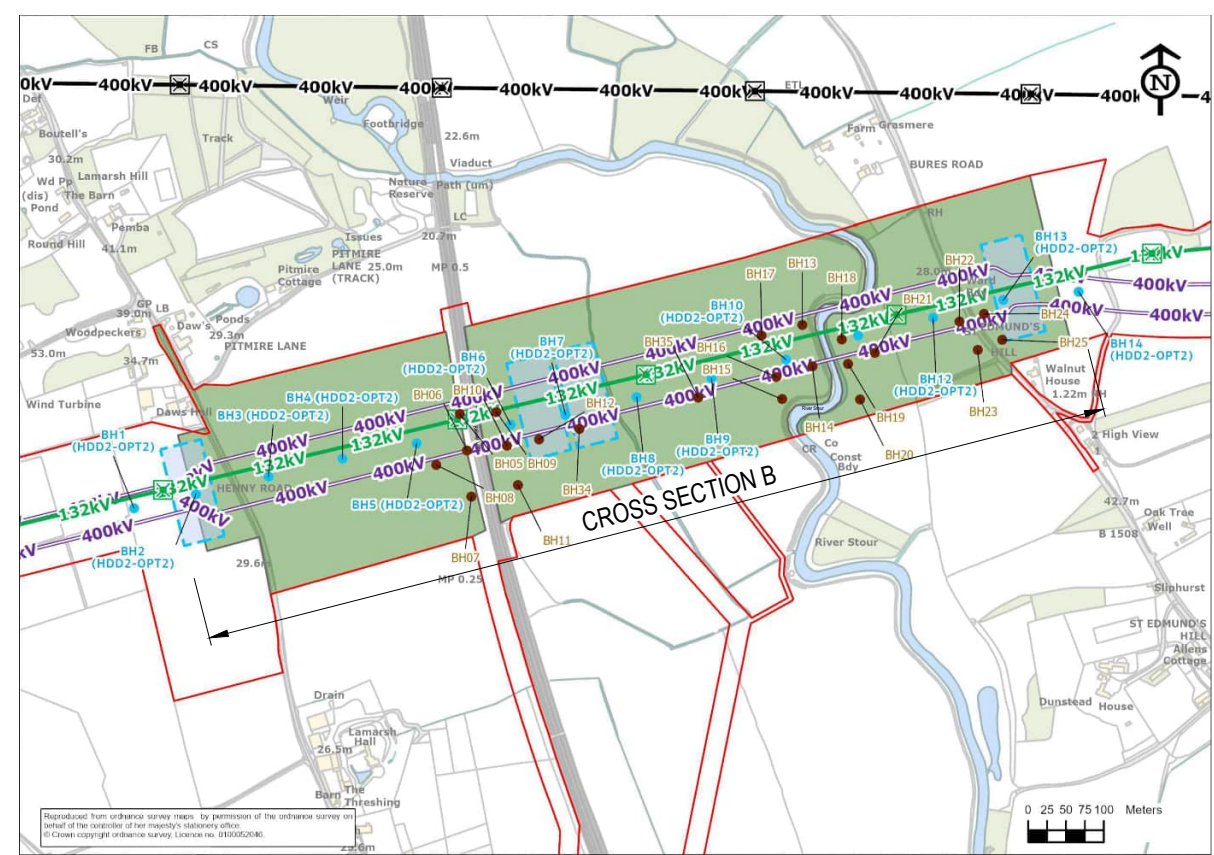 FB
CS
400kV 400kV 400kV 400kV 400kV 400kV 400kV 400kV
N
Def
Boutell's
30.2m
Wd Pp
(dis)
Pond
Lamarsh Hill
The Barn
Pemba
Round Hill
41.1m
Track
Weir
Footbridge
22.6m
Viaduct
Nature
Reserve
Path (um)
LC
20.7m
MP 0.5
Issues
PITMIRE
LANE
(TRACK)
25.0m
Pitmire
Cottage
ETL
Farm
Grasmere
BURES ROAD
RH
28.0m
GP
39.0m
LB
Woodpeckers
Daw's
Ponds
29.3m
PITMIRE LANE
53.0m
34.7m
Wind Turbine
Daws Hall
HENNY ROAD
BH1
(HDD2-OPT2)
BH2
(HDD2-OPT2)
BH3 (HDD2-OPT2)
BH4 (HDD2-OPT2)
BH5 (HDD2-OPT2)
BH6
(HDD2-OPT2)
BH7
(HDD2-OPT2)
BH8
(HDD2-OPT2)
BH9
(HDD2-OPT2)
BH10
(HDD2-OPT2)
BH12
(HDD2-OPT2)
BH13
(HDD2-OPT2)
BH14
(HDD2-OPT2)
BH06
BH10
BH05
BH09
BH08
BH07
BH11
BH34
BH12
BH35
BH16
BH15
BH17
BH13
BH18
BH21
BH22
BH24
BH25
BH23
BH19
BH20
BH14
132kV 132kV 132kV 132kV 132kV 132kV 132kV 132kV
400kV 400kV 400kV 400kV 400kV 400kV 400kV 400kV
400kV 400kV 400kV 400kV 400kV 400kV 400kV 400kV
ST EDMUND'S
HILL
Walnut
House
1.22m RH
2 High View
1
River Stour
CR
Co
Const
Bdy
CROSS SECTION B
29.6m
MP 0.25
River Stour
42.7m
Oak Tree
Well
B 1508
Sliphurst
ST EDMUND'S
HILL
Allens
Cottage
Dunstead House
Drain
Lamarsh
Hall
26.5m
Barn The
Threshing
25.0m
Reproduced from ordnance survey maps by permission of the ordnance survey on
behalf of the controller of her majesty's stationery office.
© Crown copyright ordnance survey, Licence no. 0100052040.
0 25 50 75 100 Meters